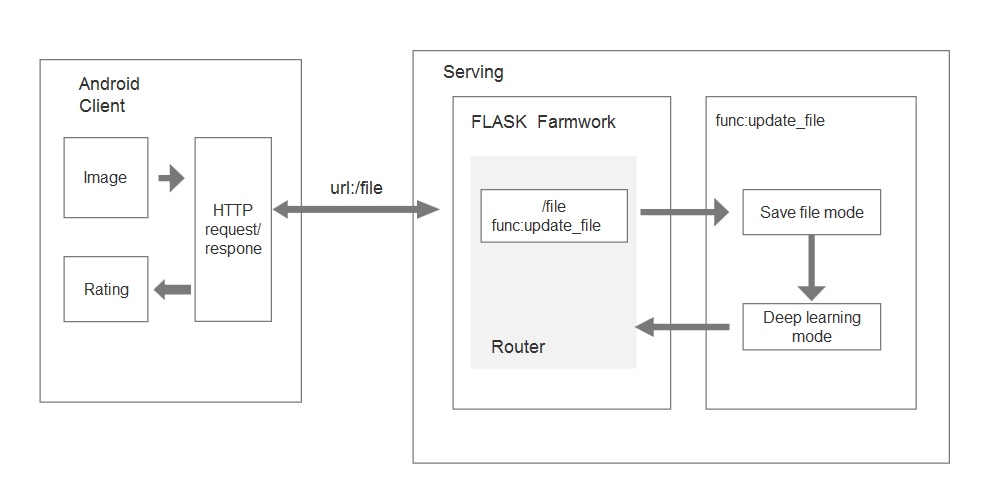 Android
Client
Image
Rating
HTTP
request/
respone
url:/file
Serving
FLASK Farmwork
/file
func:update_file
Router
func:update_file
Save file mode
Deep learning
mode